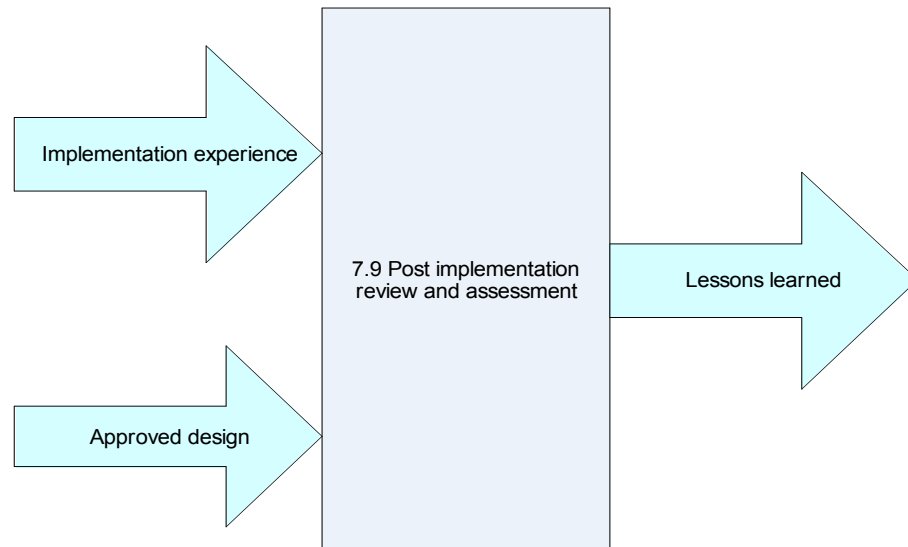 Implementation experience
7.9 Post implementation
review and assessment
Lessons learned
Approved design